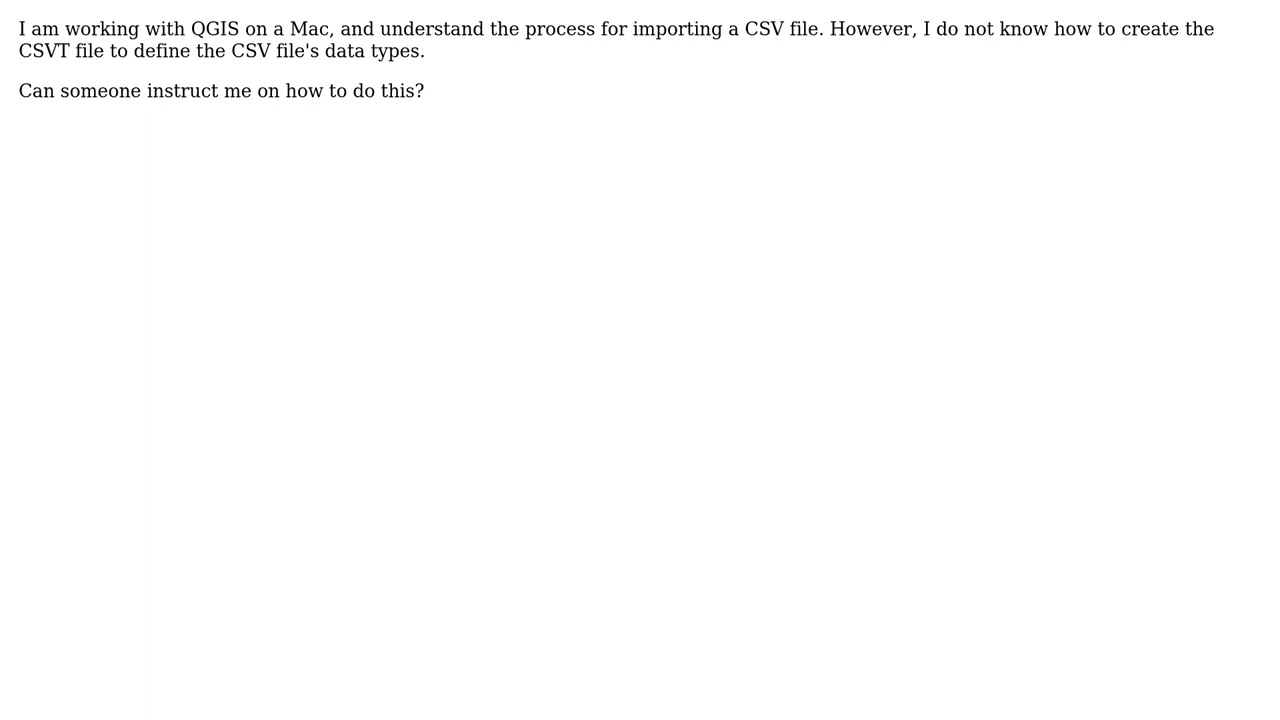 I am working with QGIS on a Mac, and understand the process for importing a CSV file. However, I do not know how to create the
CSVT file to define the CSV file's data types.
Can someone instruct me on how to do this?